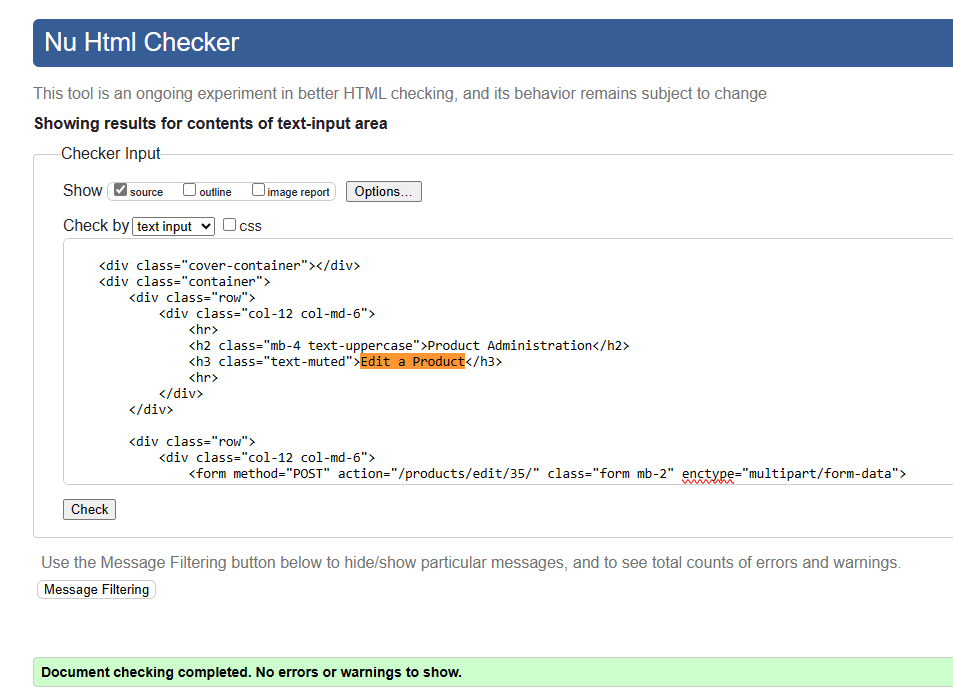 Nu Html Checker
This tool is an ongoing experiment in better HTML checking, and its behavior remains subject to change
Showing results for contents of text-input area
Checker Input
Show source outline image report Options...
Check by text input css
<div class="cover-container"></div>
<div class="container">
<div class="row">
<div class="col-12 col-md-6">
<hr>
<h2 class="mb-4 text-uppercase">Product Administration</h2>
<h3 class="text-muted">Edit a Product</h3>
<hr>
</div>
</div>
<div class="row">
<div class="col-12 col-md-6">
<form method="POST" action="/products/edit/35/" class="form mb-2" enctype="multipart/form-data">
Check
Use the Message Filtering button below to hide/show particular messages, and to see total counts of errors and warnings.
Message Filtering
Document checking completed. No errors or warnings to show.